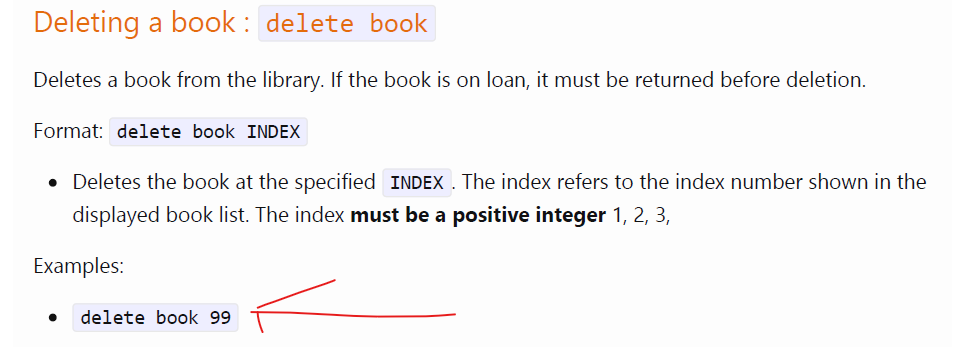 Deleting a book : delete book
Deletes a book from the library. If the book is on loan, it must be returned before deletion.
Format: delete book INDEX
• Deletes the book at the specified INDEX . The index refers to the index number shown in the
displayed book list. The index must be a positive integer 1, 2, 3,
Examples:
• delete book 99